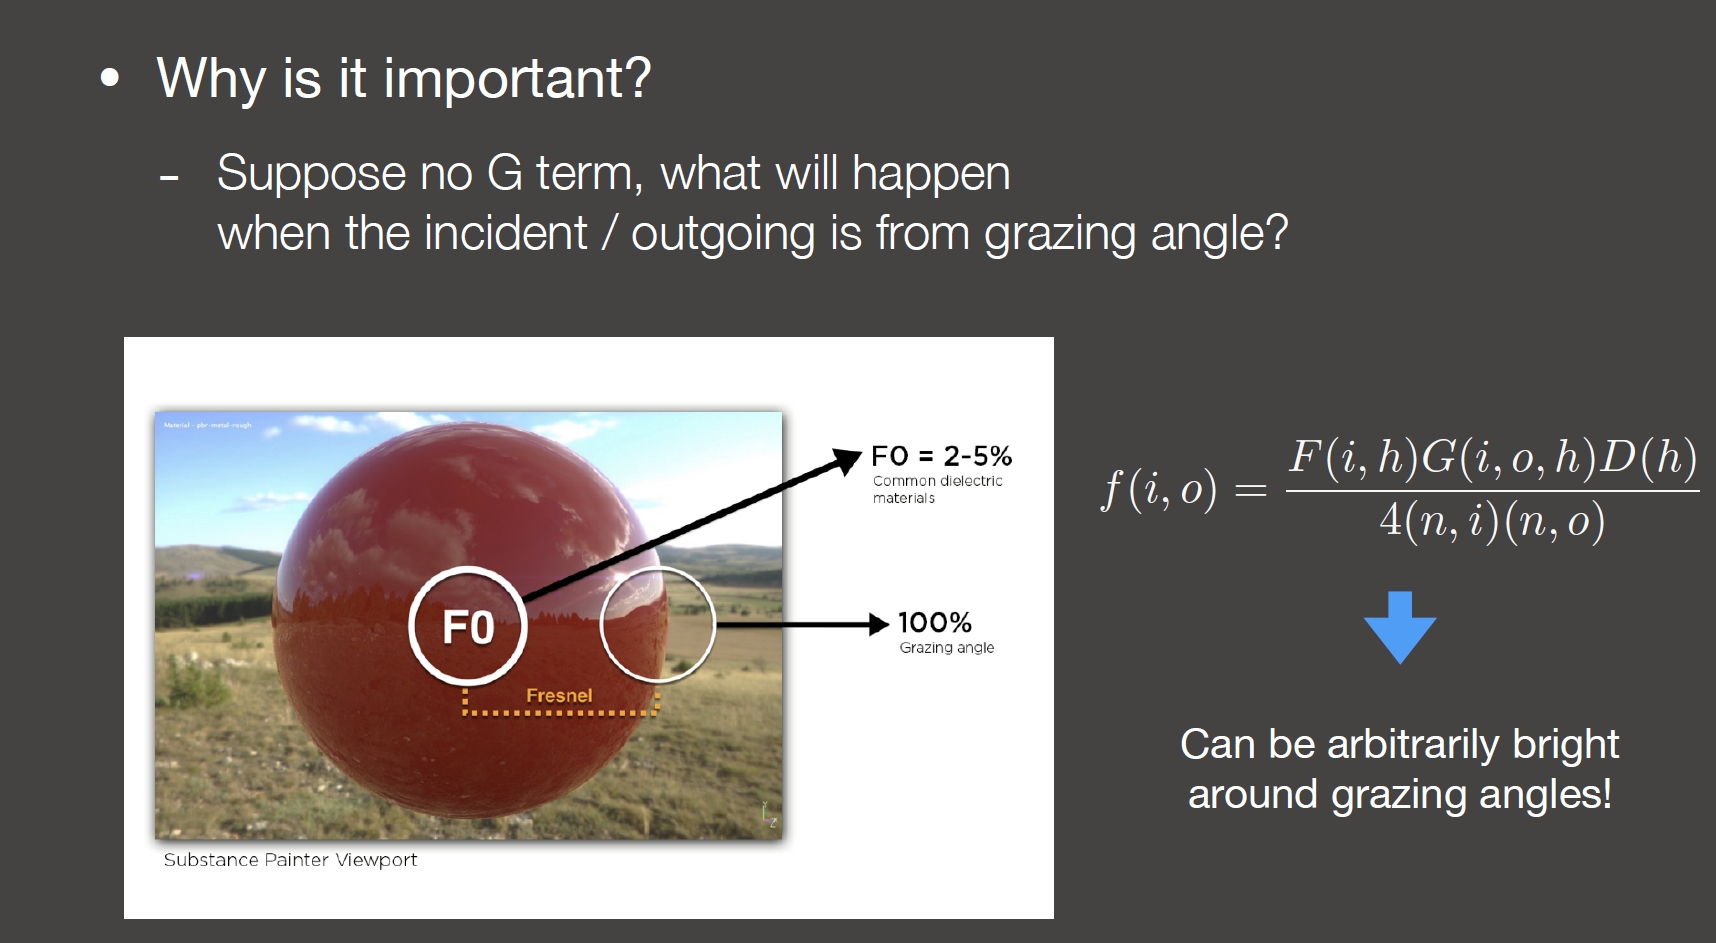 • Why is it important?
- Suppose no G term, what will happen
when the incident / outgoing is from grazing angle?
Material - pbr-metal-rough
F0 = 2-5%
Common dielectric
materials
F0
100%
Grazing angle
Fresnel
Y
Z
Substance Painter Viewport
f(i, o) = F(i, h)G(i, o, h)D(h) / 4(n, i)(n, o)
Can be arbitrarily bright
around grazing angles!